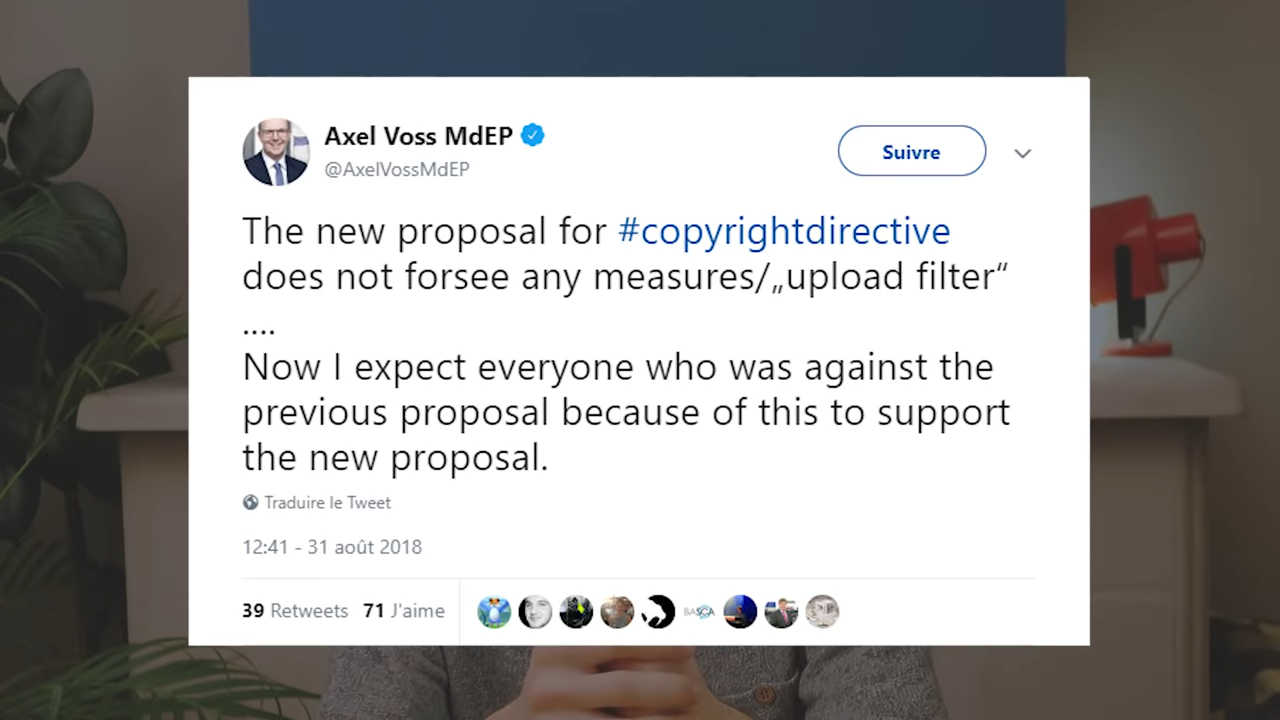 Axel Voss MdEP
@AxelVossMdEP
Suivre
The new proposal for #copyrightdirective
does not forsee any measures/„upload filter“
....
Now I expect everyone who was against the
previous proposal because of this to support
the new proposal.
Traduire le Tweet
12:41 - 31 août 2018
39 Retweets 71 J'aime
BASCA